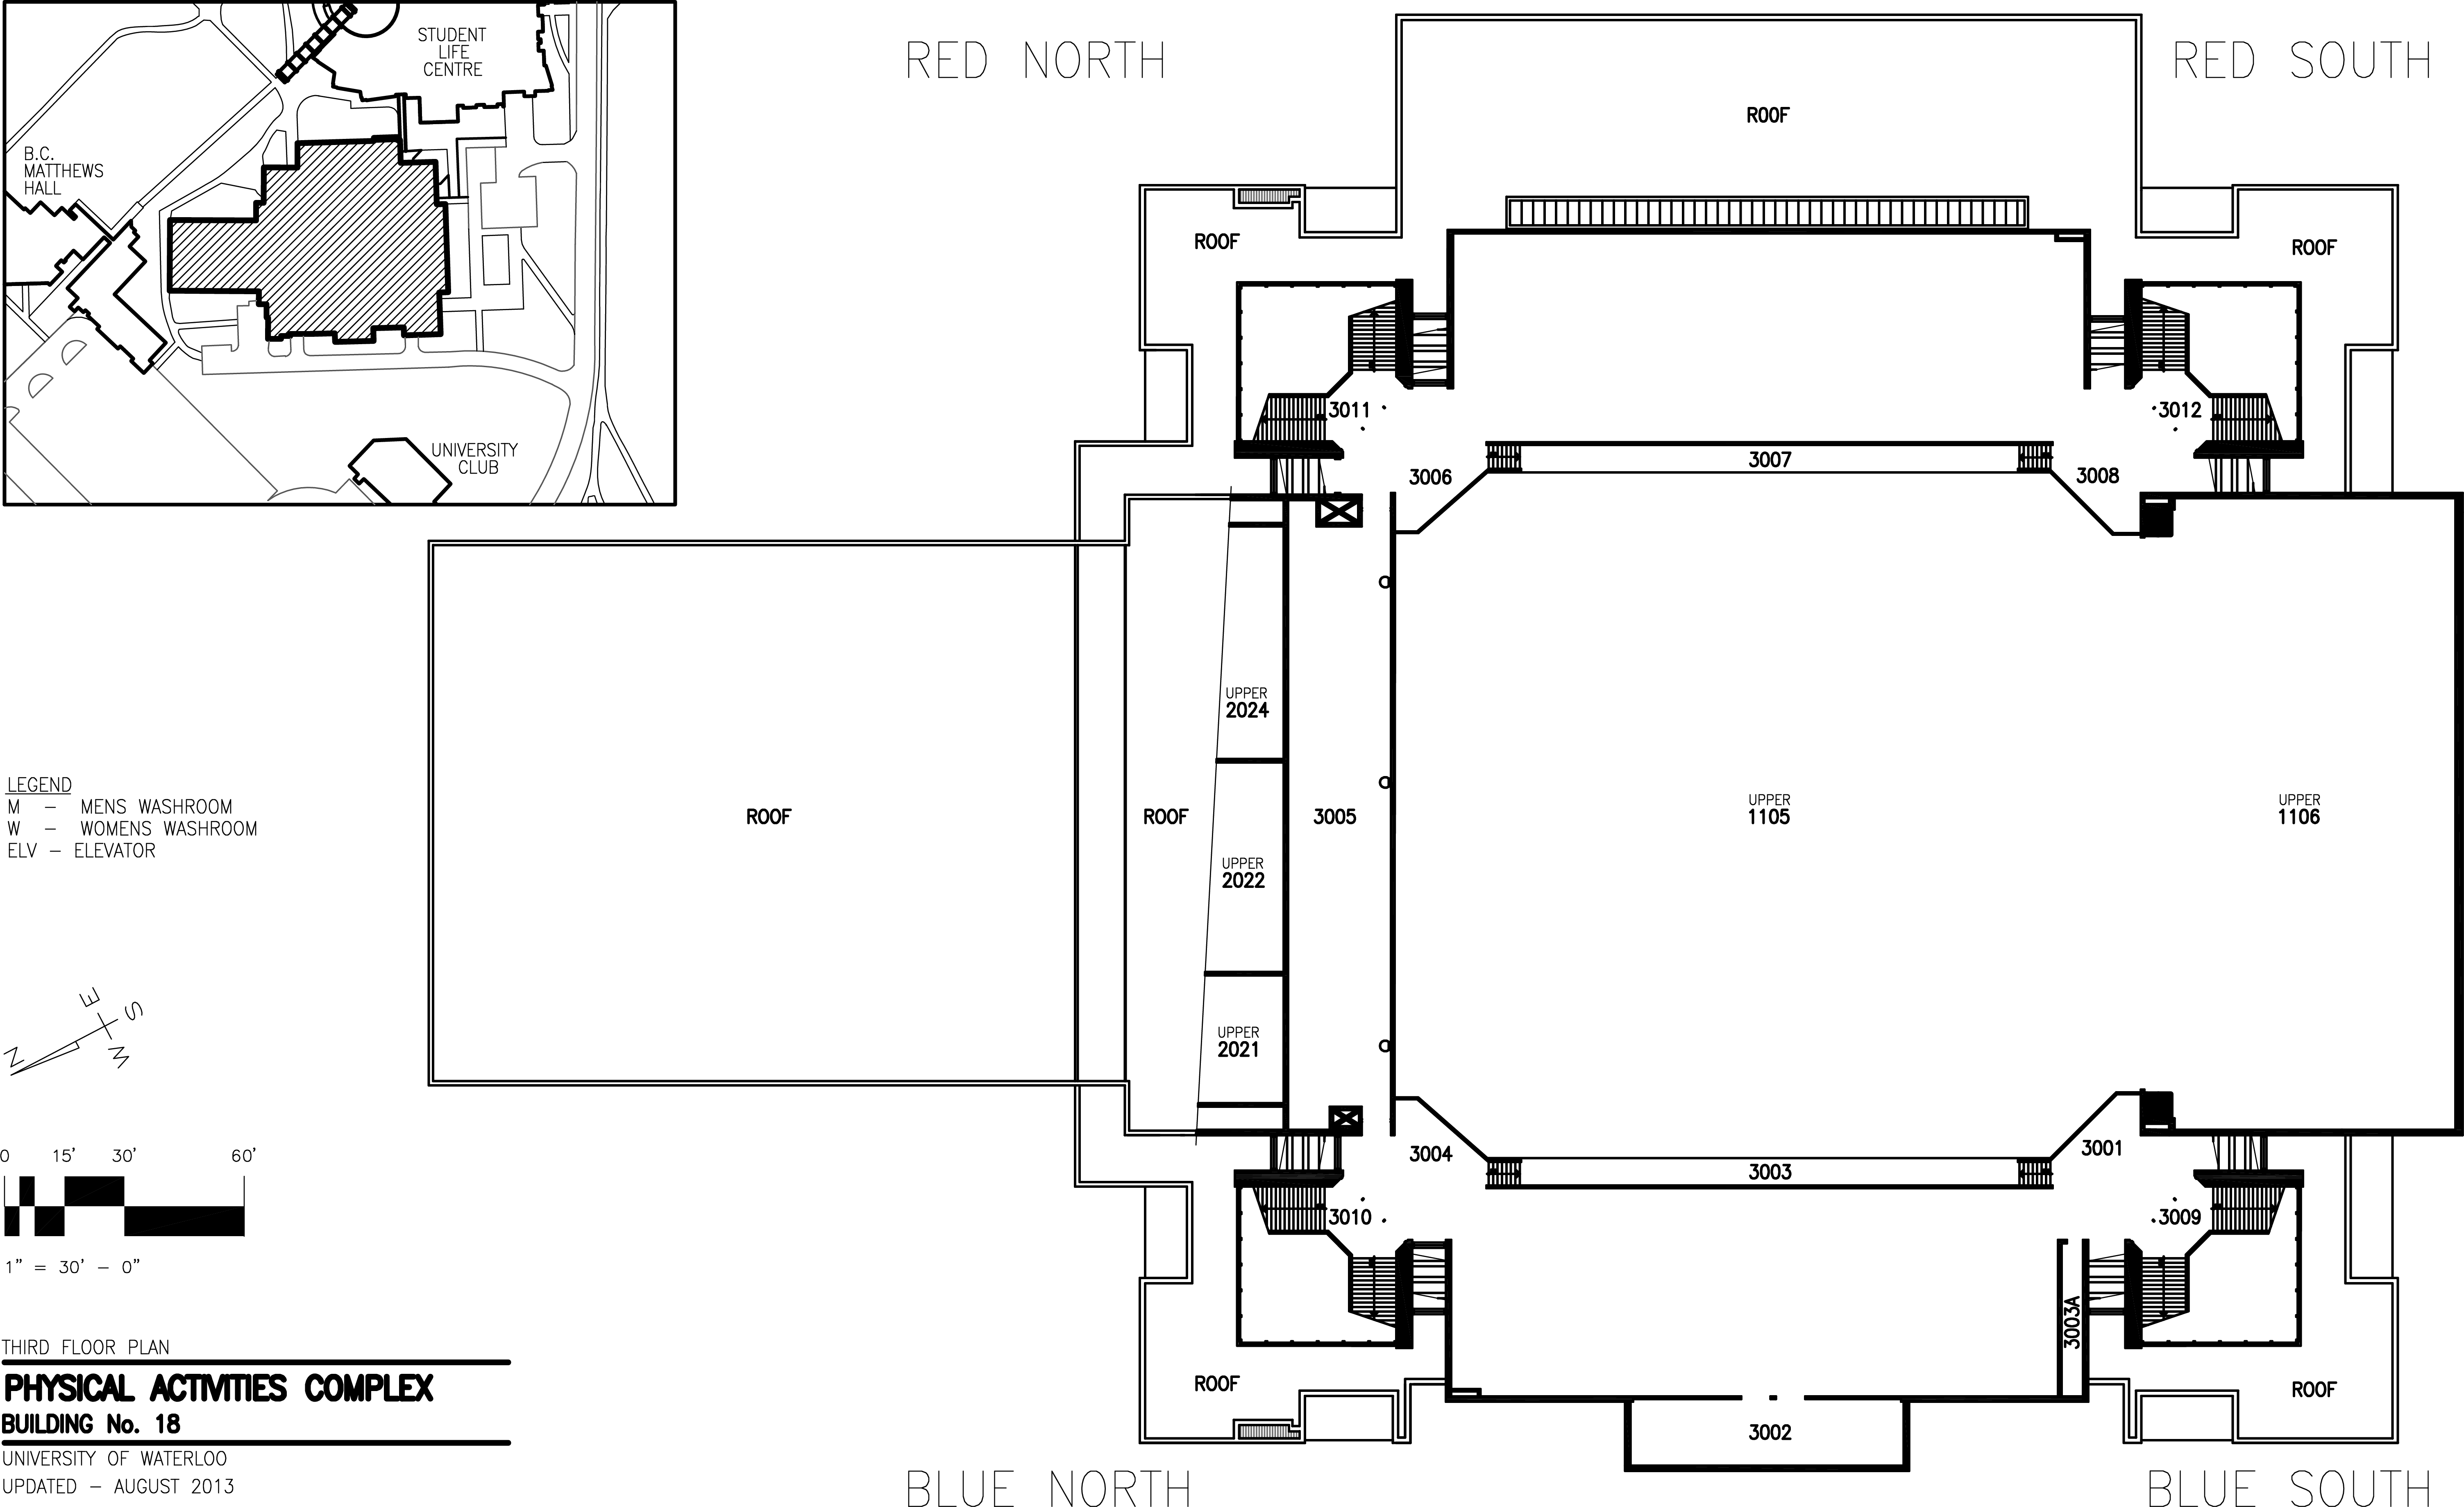 STUDENT
LIFE
CENTRE
B.C.
MATTHEWS
HALL
UNIVERSITY
CLUB
RED NORTH
RED SOUTH
ROOF
ROOF
ROOF
3011
3012
3006
3007
3008
UPPER
2024
ROOF
ROOF
3005
UPPER
1105
UPPER
1106
UPPER
2022
UPPER
2021
3004
3003
3001
3010
3009
3003A
ROOF
ROOF
3002
BLUE NORTH
BLUE SOUTH
LEGEND
M – MENS WASHROOM
W – WOMENS WASHROOM
ELV – ELEVATOR
E
S
N
W
0 15' 30' 60'
1" = 30' – 0"
THIRD FLOOR PLAN
PHYSICAL ACTIVITIES COMPLEX
BUILDING No. 18
UNIVERSITY OF WATERLOO
UPDATED – AUGUST 2013